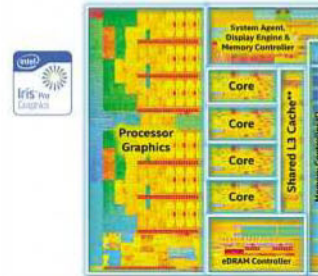 intel
Iris™ Pro
Graphics
System Agent,
Display Engine &
Memory Controller
Processor
Graphics
Core
Core
Core
Core
Shared L3 Cache**
eDRAM Controller